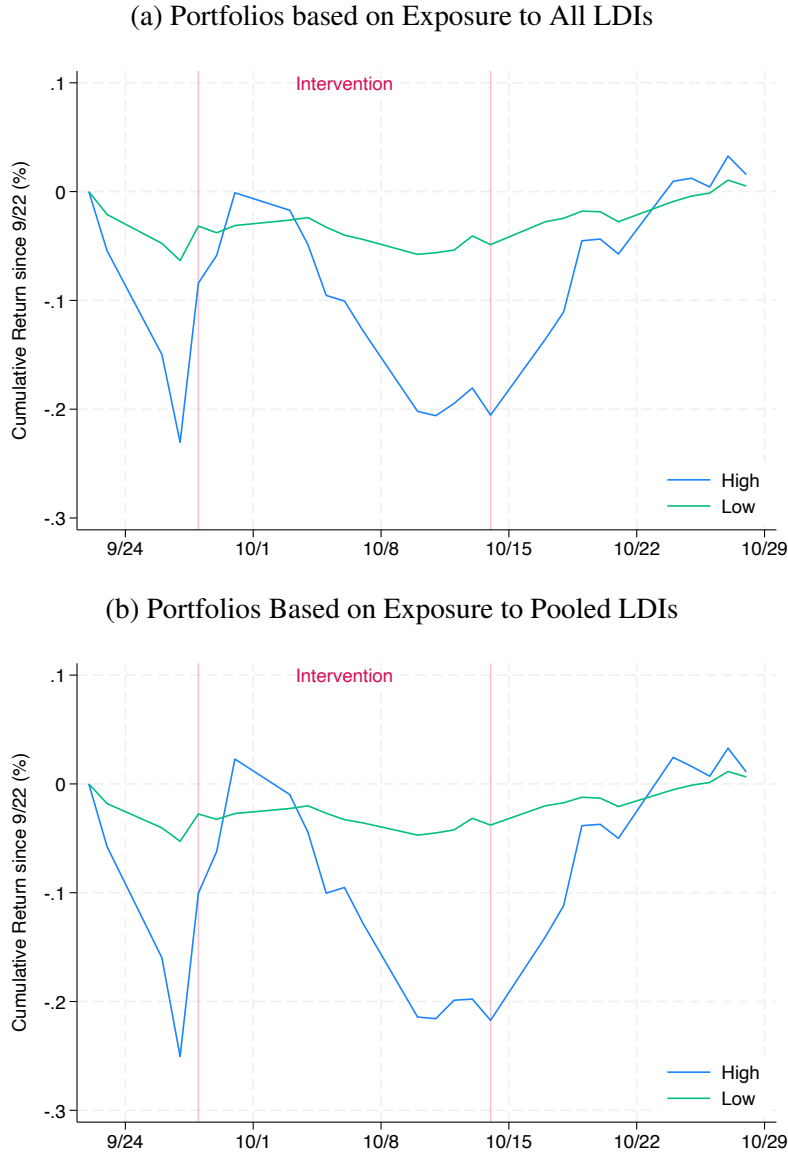 (a) Portfolios based on Exposure to All LDIs
Intervention
Cumulative Return since 9/22 (%)
.1
0
-.1
-.2
-.3
High
Low
9/24 10/1 10/8 10/15 10/22 10/29
(b) Portfolios Based on Exposure to Pooled LDIs
Intervention
Cumulative Return since 9/22 (%)
.1
0
-.1
-.2
-.3
High
Low
9/24 10/1 10/8 10/15 10/22 10/29